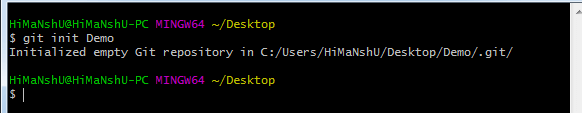 HiMaNshU@HiMaNshU-PC MINGW64 ~/Desktop
$ git init Demo
Initialized empty Git repository in C:/Users/HiMaNshU/Desktop/Demo/.git/
HiMaNshU@HiMaNshU-PC MINGW64 ~/Desktop
$